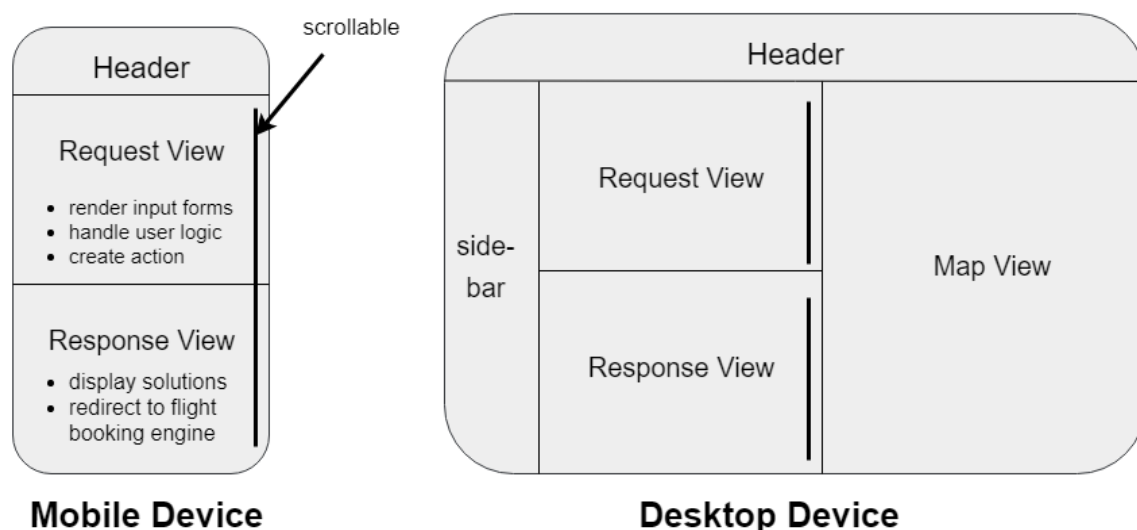 scrollable
Header
Request View
• render input forms
• handle user logic
• create action
Response View
• display solutions
• redirect to flight
booking engine
Mobile Device
Header
side-
bar
Request View
Response View
Map View
Desktop Device